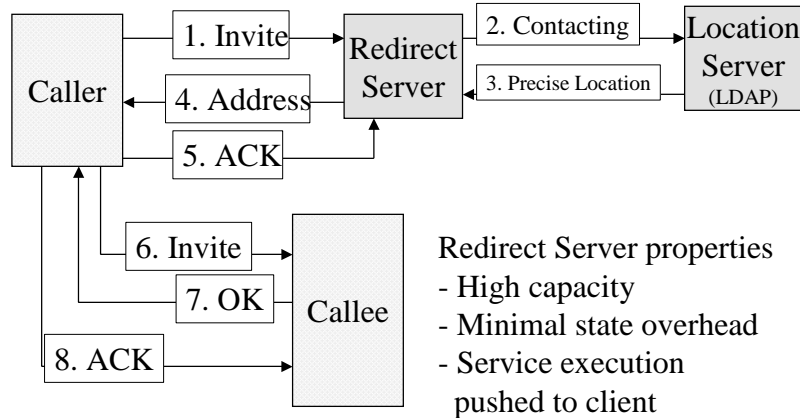 Caller
1. Invite
Redirect
Server
2. Contacting
Location
Server
(LDAP)
3. Precise Location
4. Address
5. ACK
6. Invite
7. OK
8. ACK
Callee
Redirect Server properties
- High capacity
- Minimal state overhead
- Service execution
pushed to client